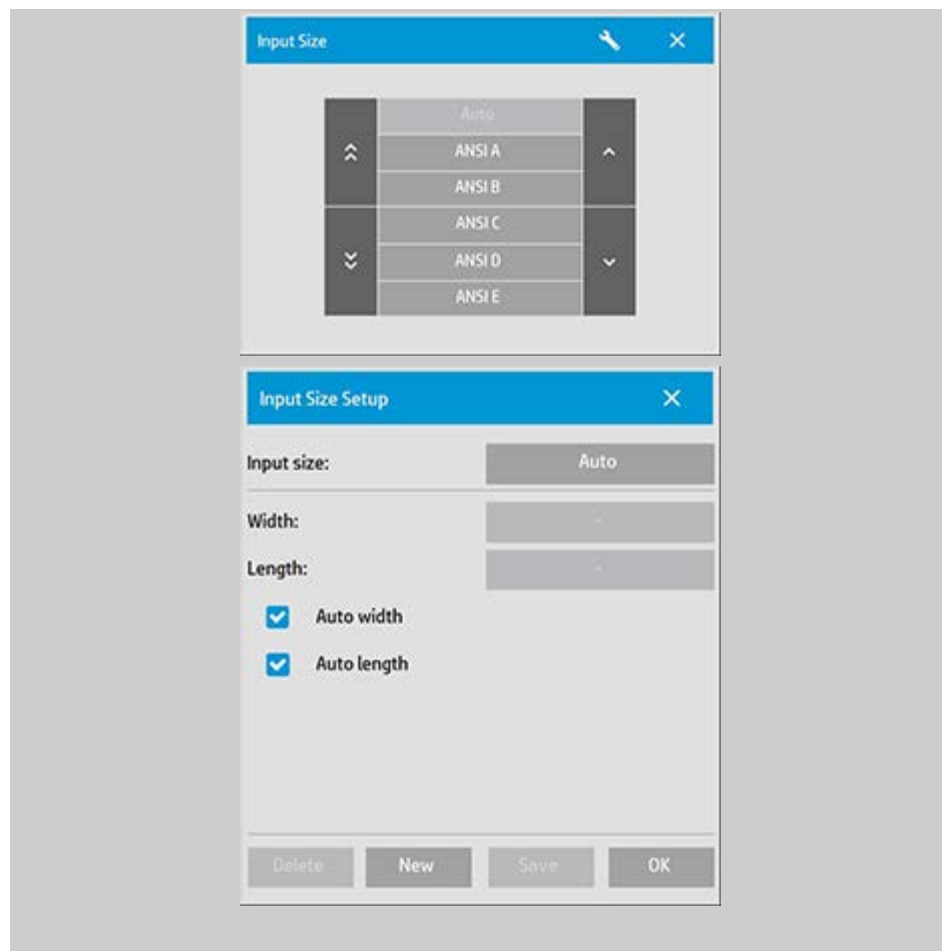 Input Size
Auto
ANSI A
ANSI B
ANSI C
ANSI D
ANSI E
Input Size Setup
Input size: Auto
Width: -
Length: -
Auto width
Auto length
Delete New Save OK